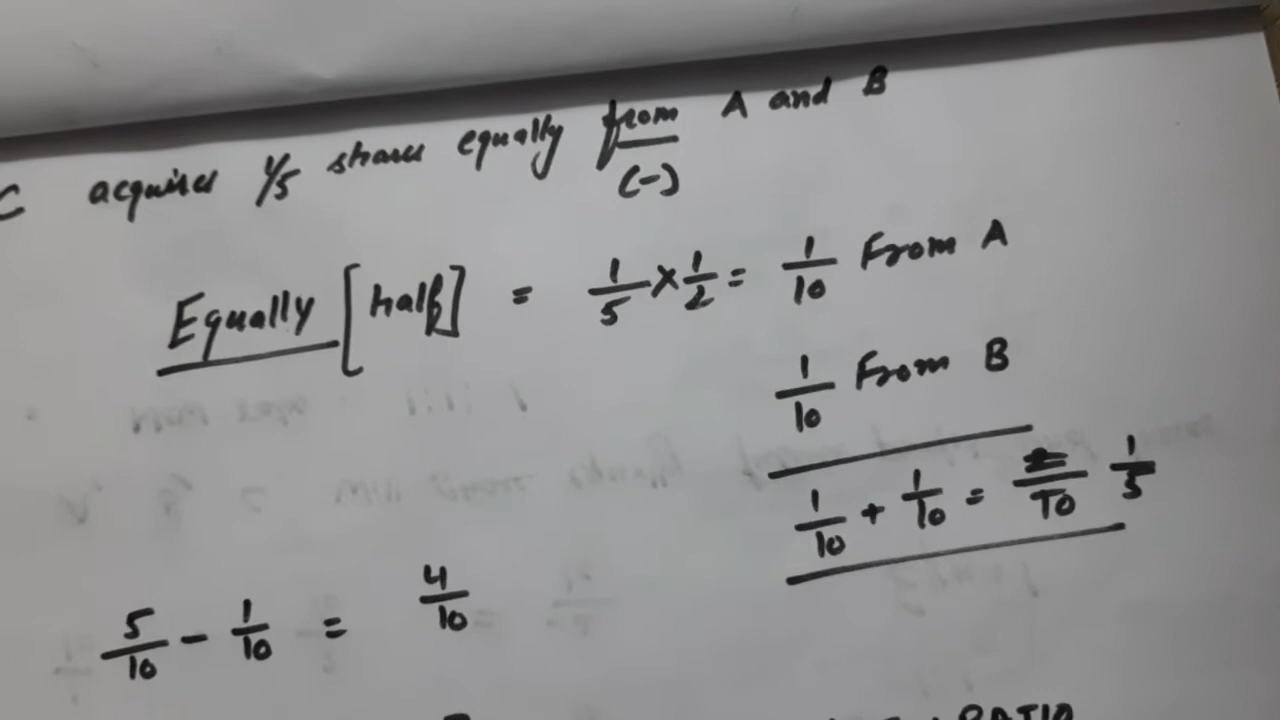 C acquires 1/5 shares equally from A and B
(-)
Equally [half] = 1/5 × 1/2 = 1/10 From A
1/10 From B
1/10 + 1/10 = 2/10 1/5
5/10 - 1/10 = 4/10
RATIO